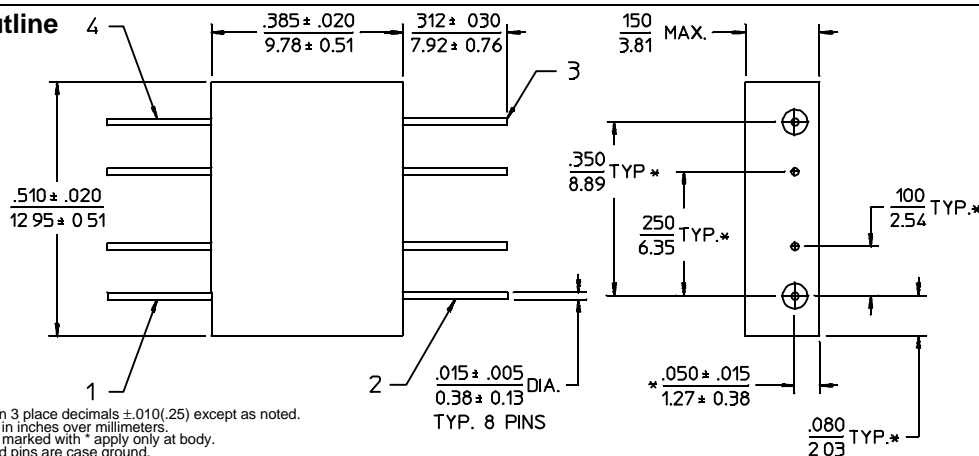 utline
4
.385 ± .020
9.78 ± 0.51
.312 ± 030
7.92 ± 0.76
150
3.81 MAX.
3
.510 ± .020
12 95 ± 0 51
.350
8.89 TYP *
250
6.35 TYP.*
100
2.54 TYP.*
1
2
.015 ± .005
0.38 ± 0.13 DIA.
TYP. 8 PINS
* .050 ± .015
1.27 ± 0.38
.080
2 03 TYP.*
n 3 place decimals ±.010(.25) except as noted.
in inches over millimeters.
marked with * apply only at body.
d pins are case ground.